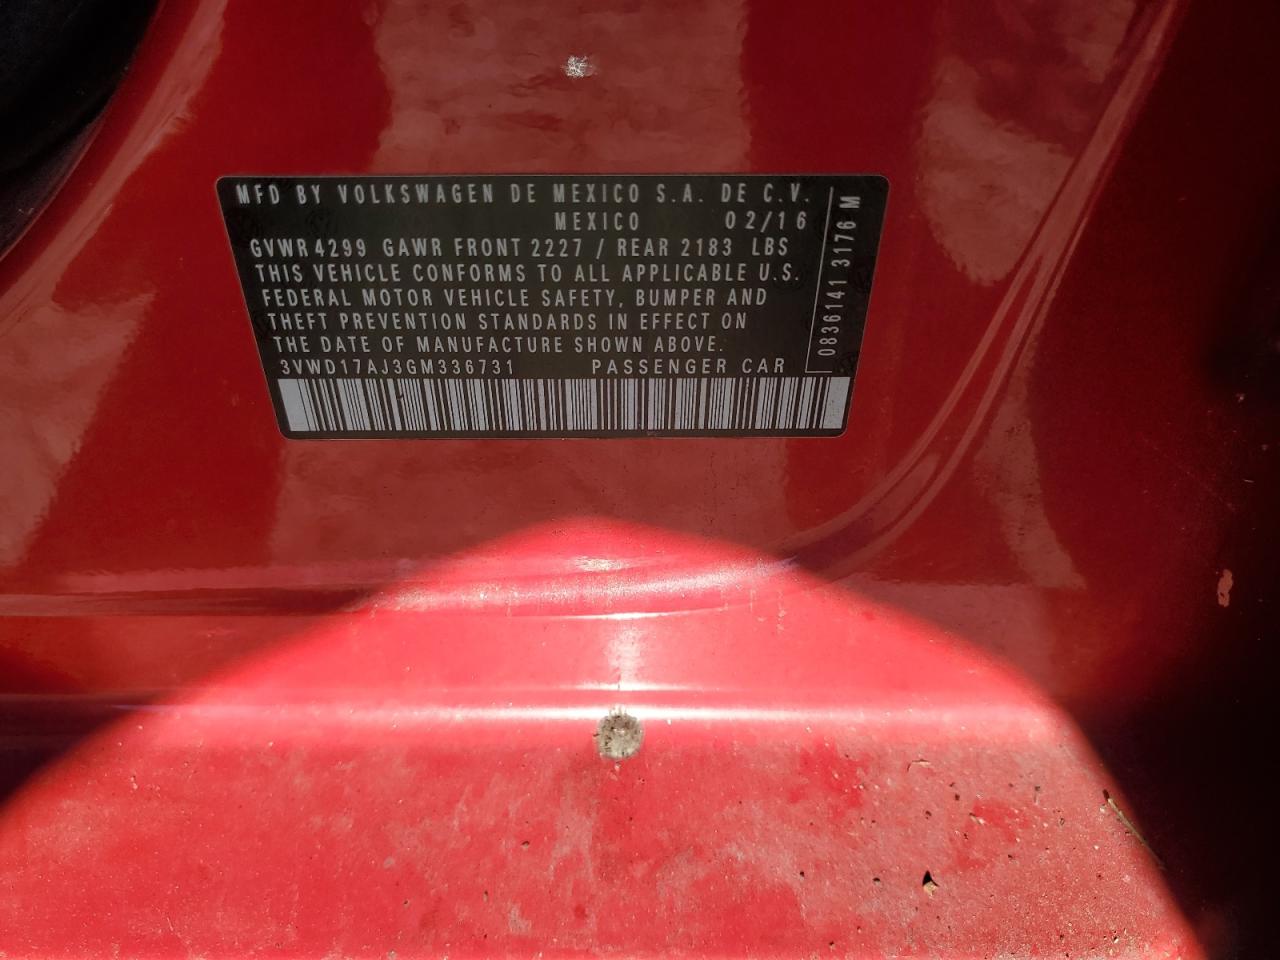 MFD BY VOLKSWAGEN DE MEXICO S.A. DE C.V.
MEXICO 02/16
GVWR 4299 GAWR FRONT 2227 / REAR 2183 LBS
THIS VEHICLE CONFORMS TO ALL APPLICABLE U.S.
FEDERAL MOTOR VEHICLE SAFETY, BUMPER AND
THEFT PREVENTION STANDARDS IN EFFECT ON
THE DATE OF MANUFACTURE SHOWN ABOVE.
3VWD17AJ3GM336731 PASSENGER CAR
0836141 3176 M